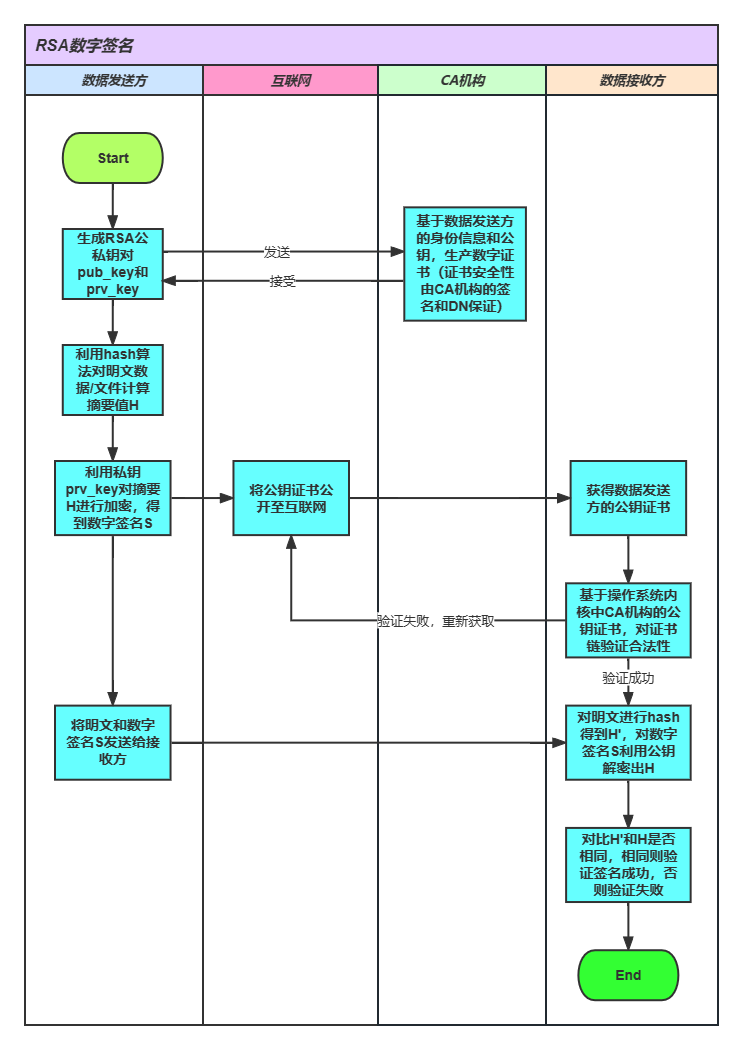 RSA数字签名
数据发送方
互联网
CA机构
数据接收方
Start
生成RSA公
私钥对
pub_key和
prv_key
发送
接受
基于数据发送方
的身份信息和公
钥，生产数字证
书（证书安全性
由CA机构的签
名和DN保证）
利用hash算
法对明文数
据/文件计算
摘要值H
利用私钥
prv_key对摘要
H进行加密，得
到数字签名S
将公钥证书公
开至互联网
获得数据发送
方的公钥证书
基于操作系统内
核中CA机构的公
钥证书，对证书
链验证合法性
验证失败，重新获取
验证成功
将明文和数字
签名S发送给接
收方
对明文进行hash
得到H'，对数字
签名S利用公钥
解密出H
对比H'和H是否
相同，相同则验
证签名成功，否
则验证失败
End